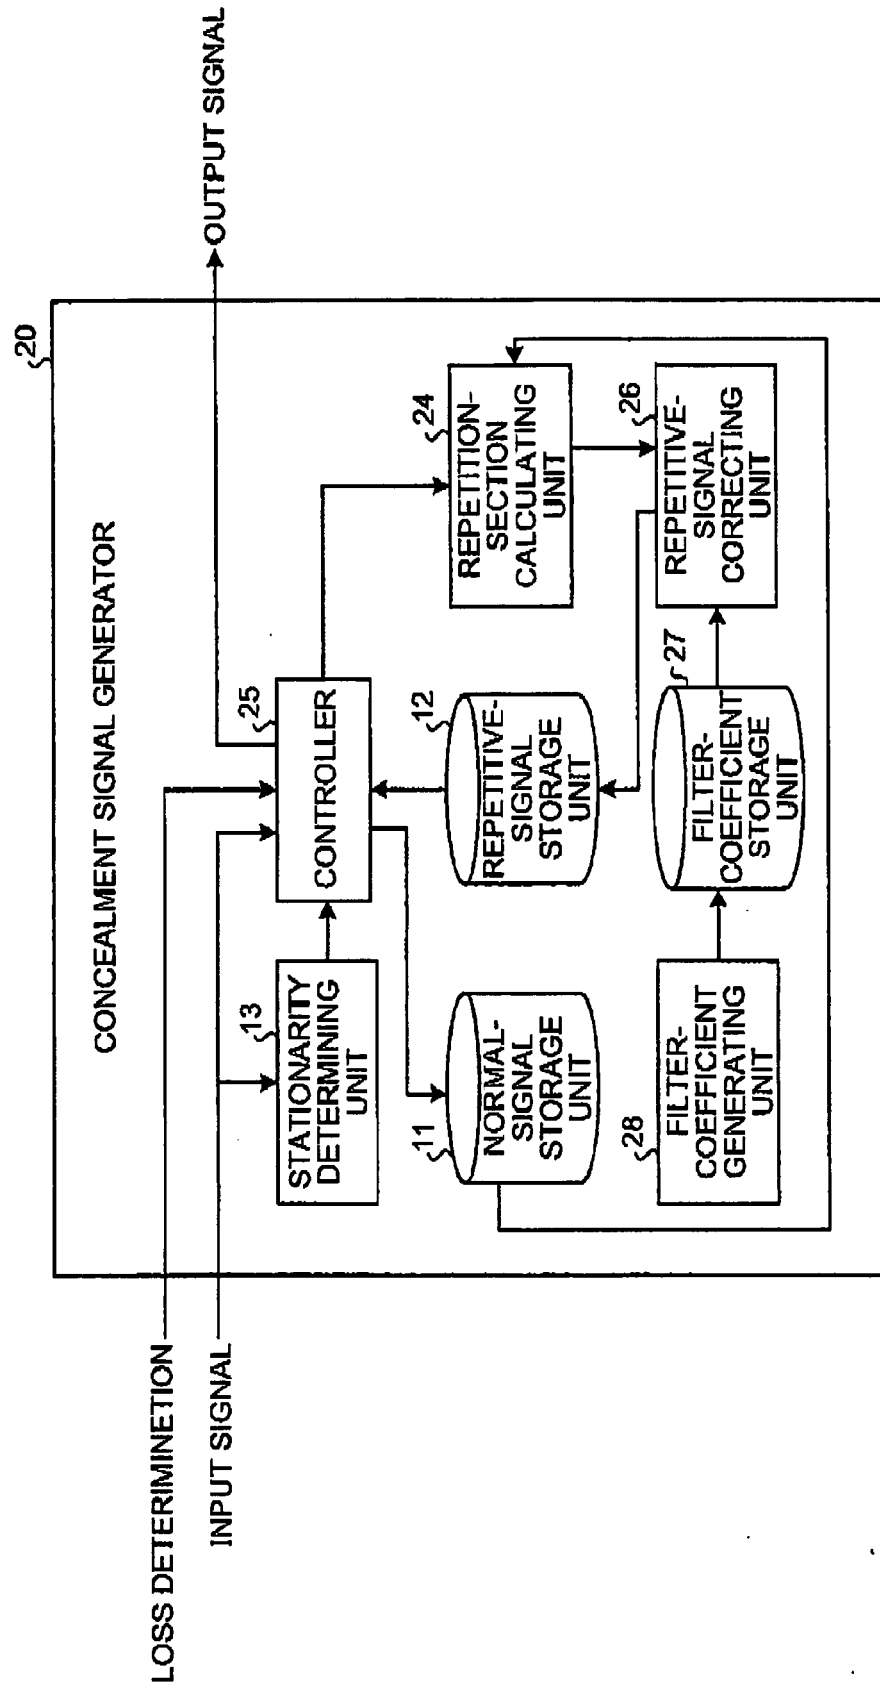 20
CONCEALMENT SIGNAL GENERATOR
LOSS DETERIMINETION
INPUT SIGNAL
OUTPUT SIGNAL
13
STATIONARITY
DETERMINING
UNIT
25
CONTROLLER
24
REPETITION-
SECTION
CALCULATING
UNIT
11
NORMAL-
SIGNAL
STORAGE
UNIT
12
REPETITIVE-
SIGNAL
STORAGE
UNIT
26
REPETITIVE-
SIGNAL
CORRECTING
UNIT
28
FILTER-
COEFFICIENT
GENERATING
UNIT
27
FILTER-
COEFFICIENT
STORAGE
UNIT